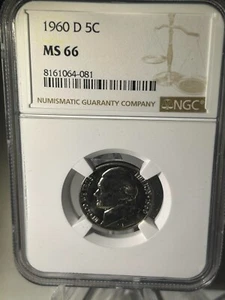 1960 D 5C
MS 66
8161064-081
NUMISMATIC GUARANTY COMPANY
NGC